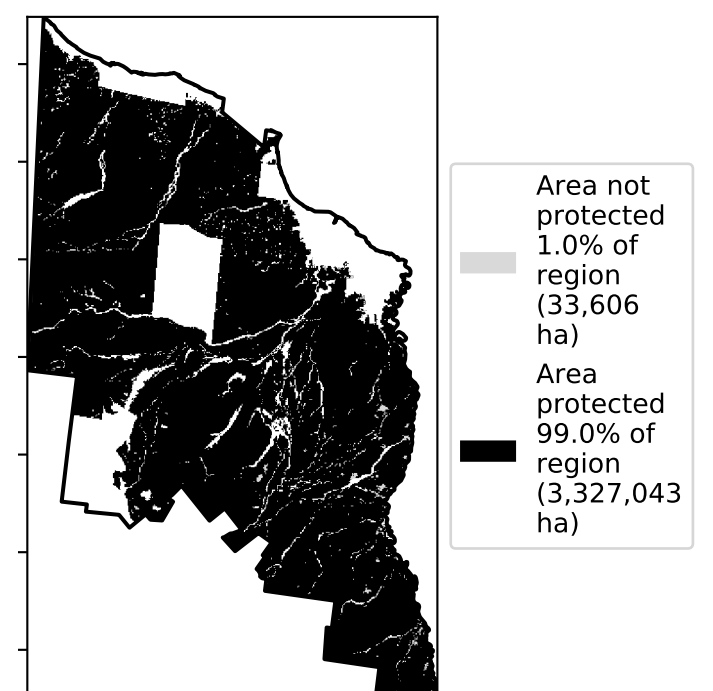 Area not
protected
1.0% of
region
(33,606
ha)
Area
protected
99.0% of
region
(3,327,043
ha)